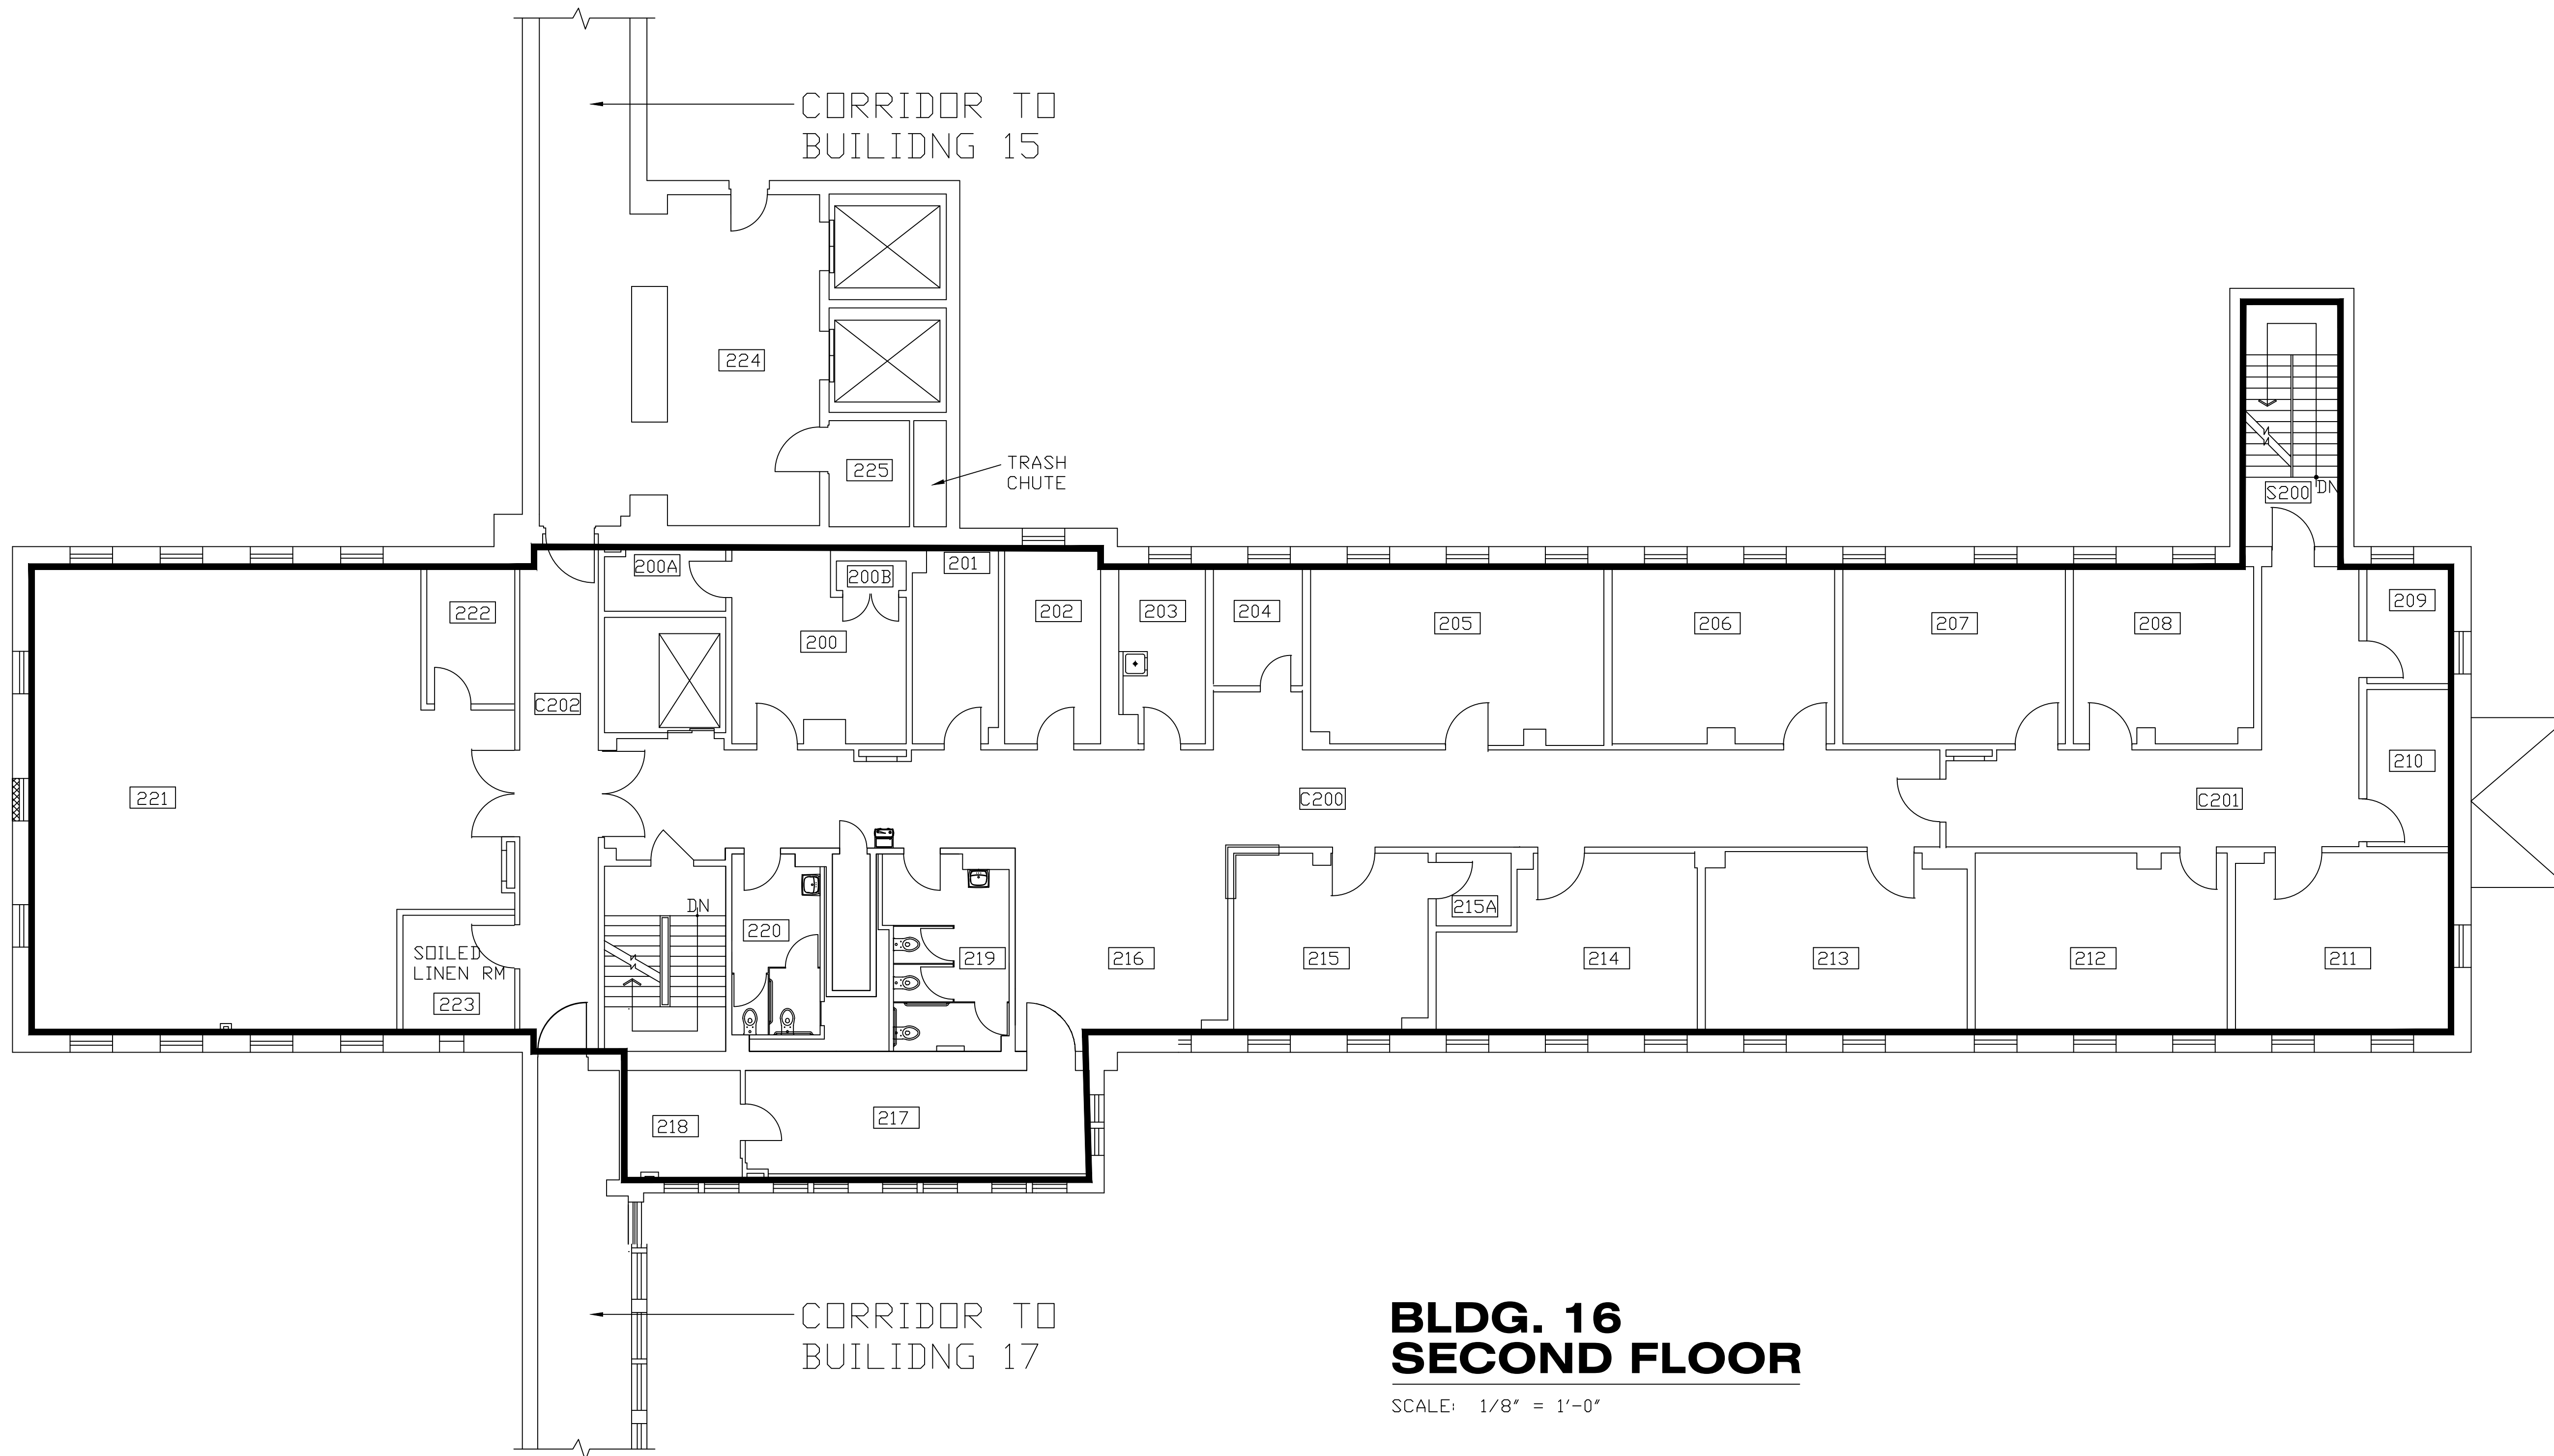 CORRIDOR TO
BUILIDNG 15
224
225
TRASH
CHUTE
S200
DN
200A
200B
201
222
202
203
204
205
206
207
208
209
200
C202
210
221
C200
C201
DN
215A
220
SOILED
LINEN RM
223
219
216
215
214
213
212
211
218
217
CORRIDOR TO
BUILIDNG 17
BLDG. 16
SECOND FLOOR
SCALE: 1/8" = 1'-0"